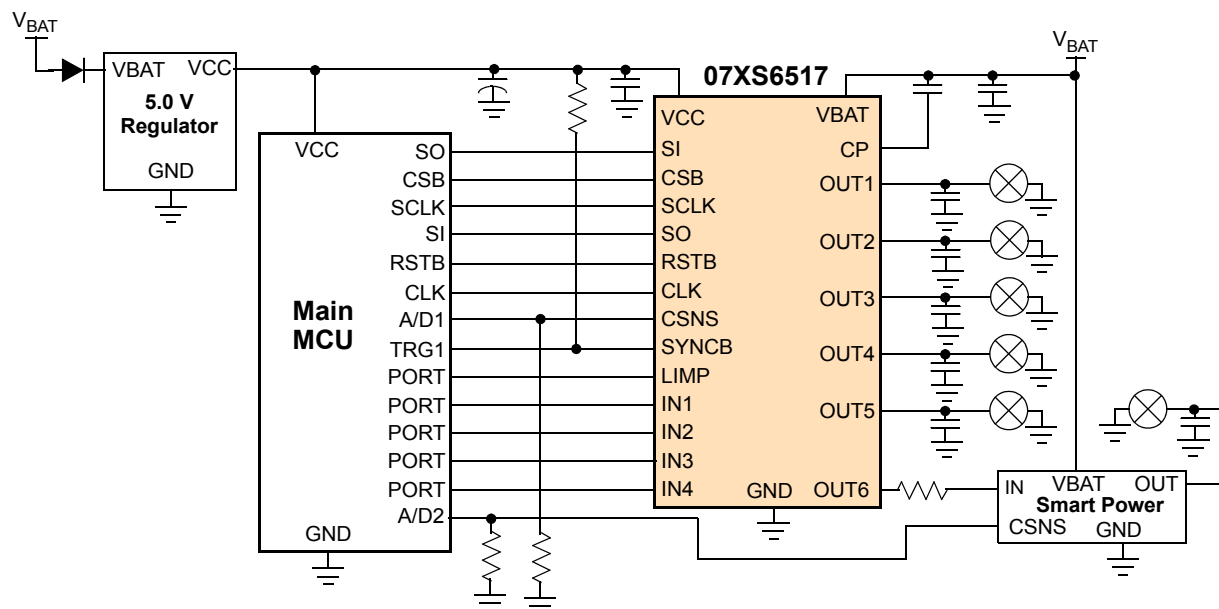 V_BAT
VBAT VCC
5.0 V
Regulator
GND
Main
MCU
VCC
SO
CSB
SCLK
SI
RSTB
CLK
A/D1
TRG1
PORT
PORT
PORT
PORT
PORT
A/D2
GND
07XS6517
VCC
SI
CSB
SCLK
SO
RSTB
CLK
CSNS
SYNCB
LIMP
IN1
IN2
IN3
IN4
GND
VBAT
CP
OUT1
OUT2
OUT3
OUT4
OUT5
OUT6
V_BAT
IN VBAT OUT
Smart Power
CSNS GND